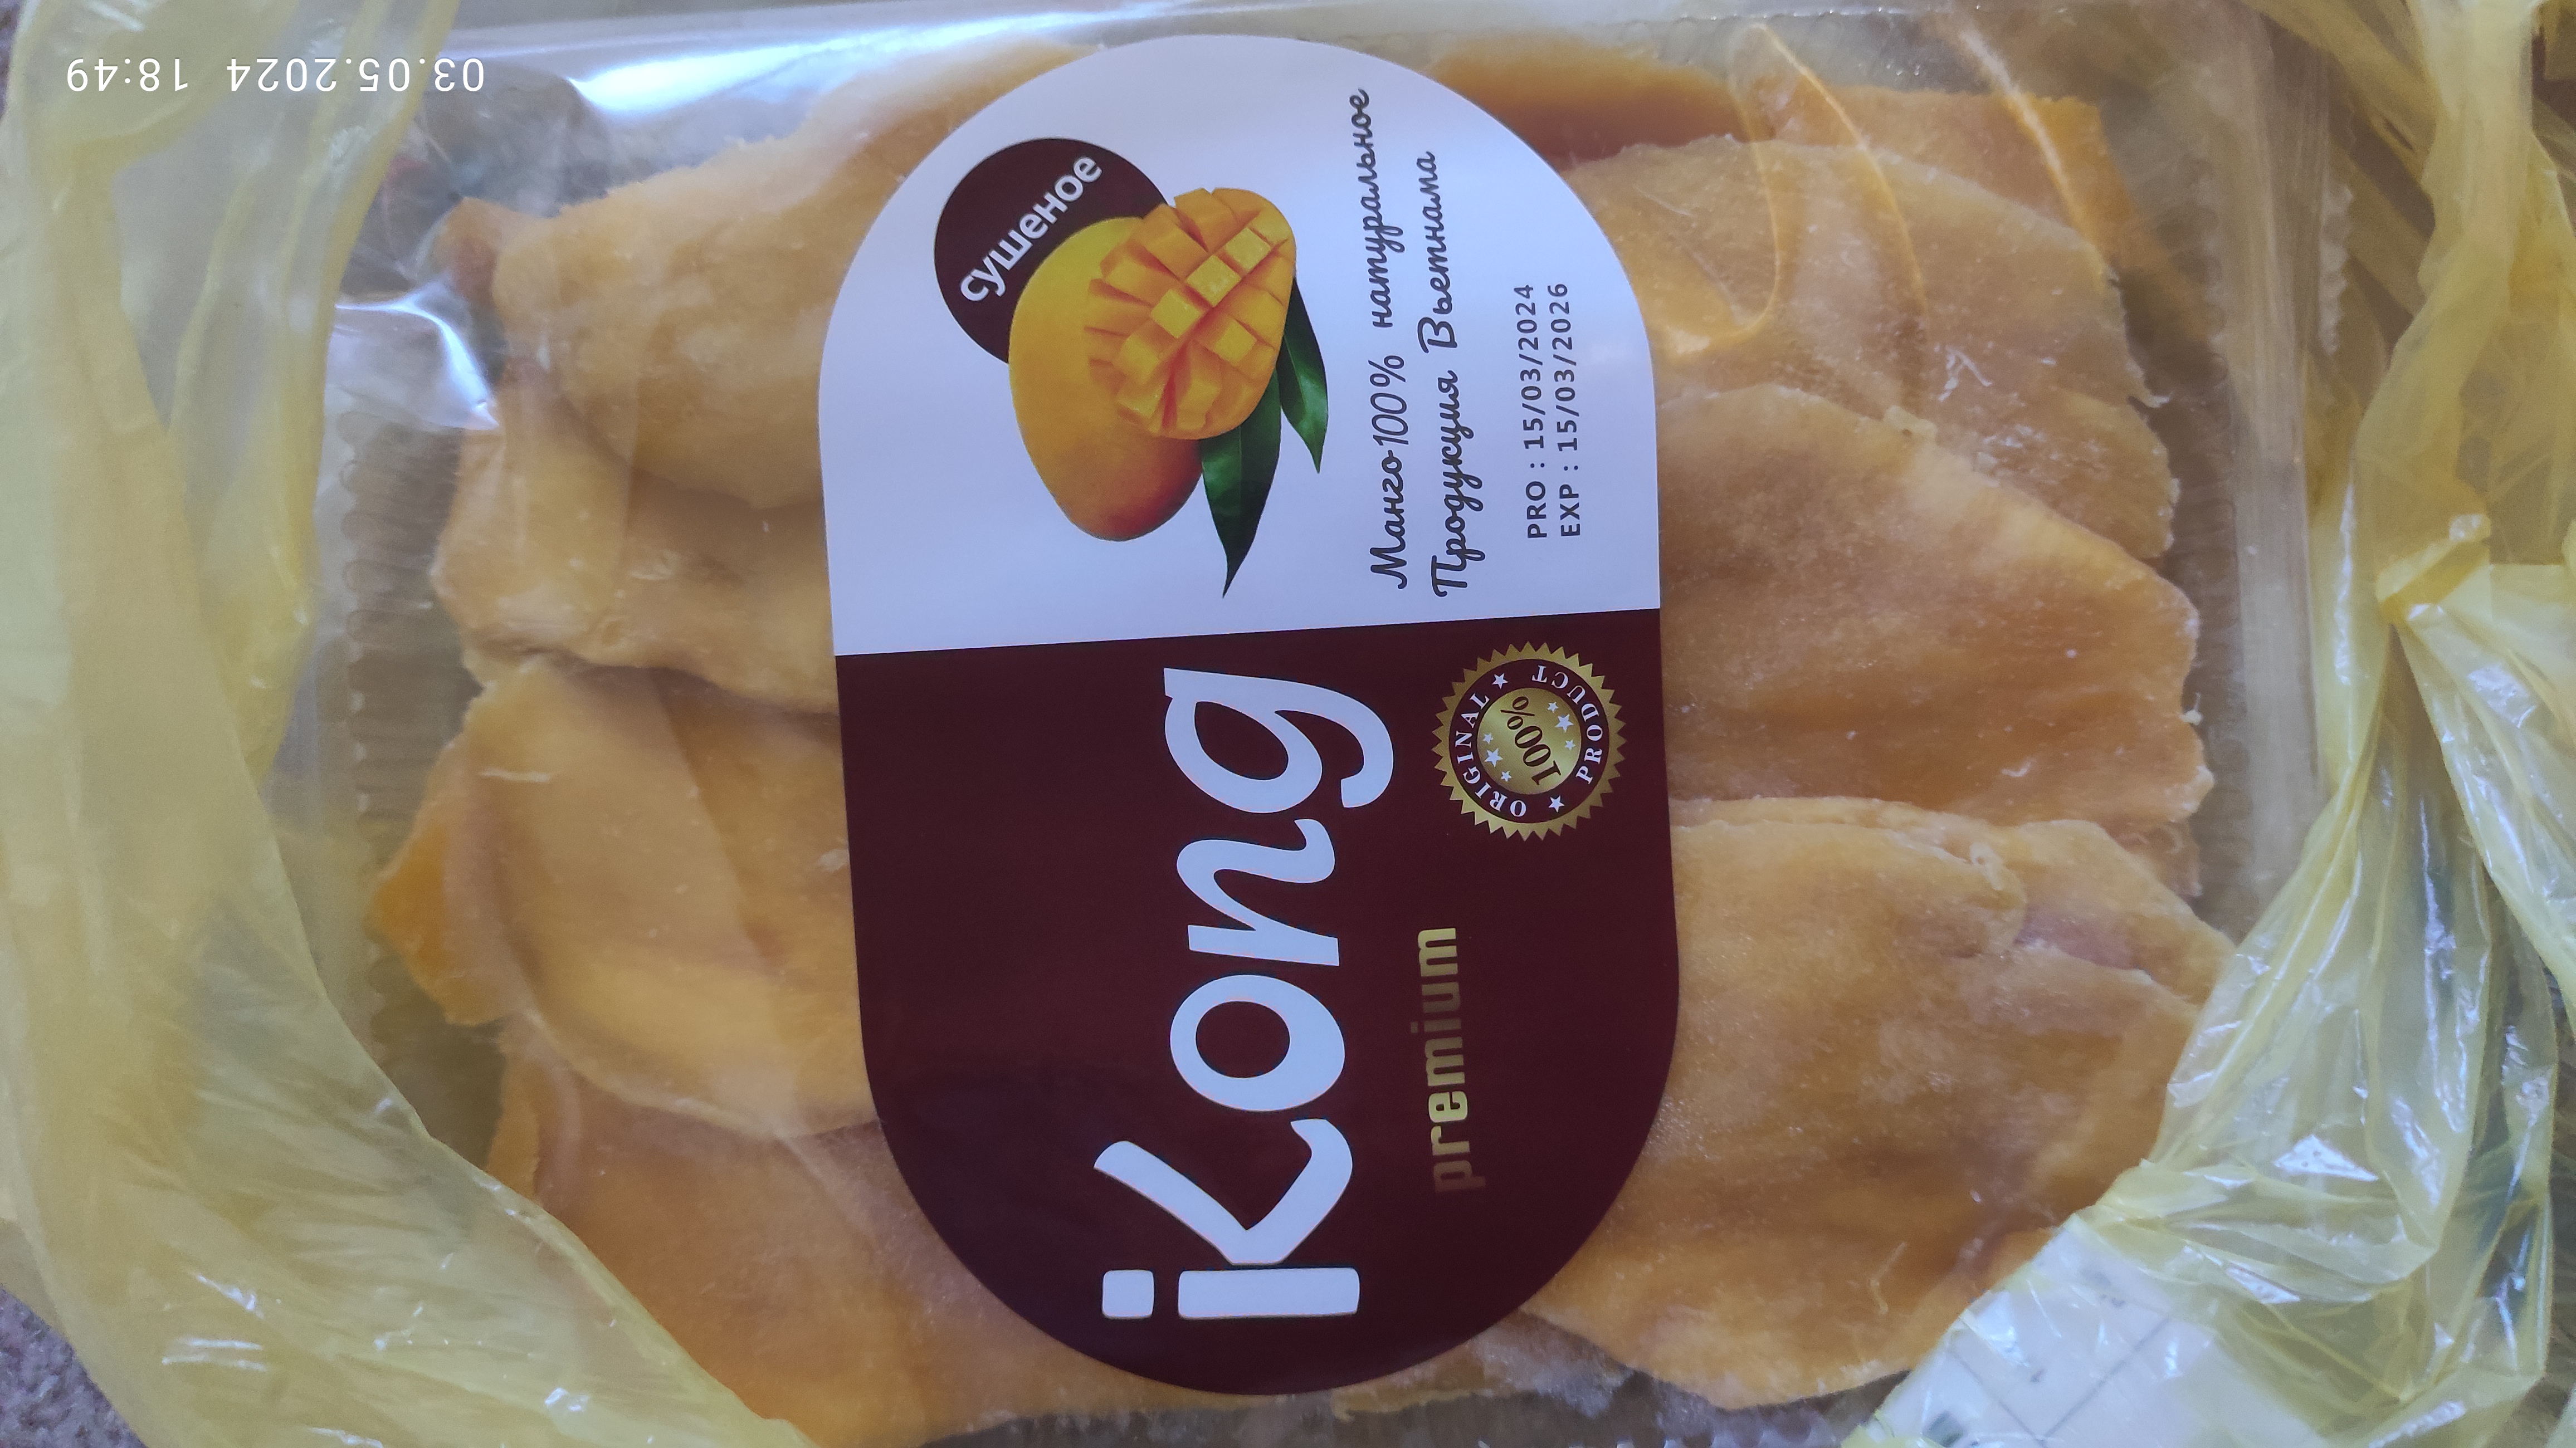 03.05.2024 18:49
iKong
premium
ORIGINAL PRODUCT
100%
сушеное
Манго 100% натуральное
Продукция Вьетнама
PRO : 15/03/2024
EXP : 15/03/2026